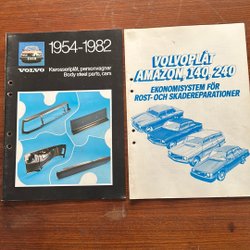 1954-1982
VOLVO
Karosseriplåt, personvagnar
Body steel parts, cars
VOLVOPLÅT
AMAZON, 140, 240
EKONOMISYSTEM FÖR
ROST- OCH SKADEREPARATIONER